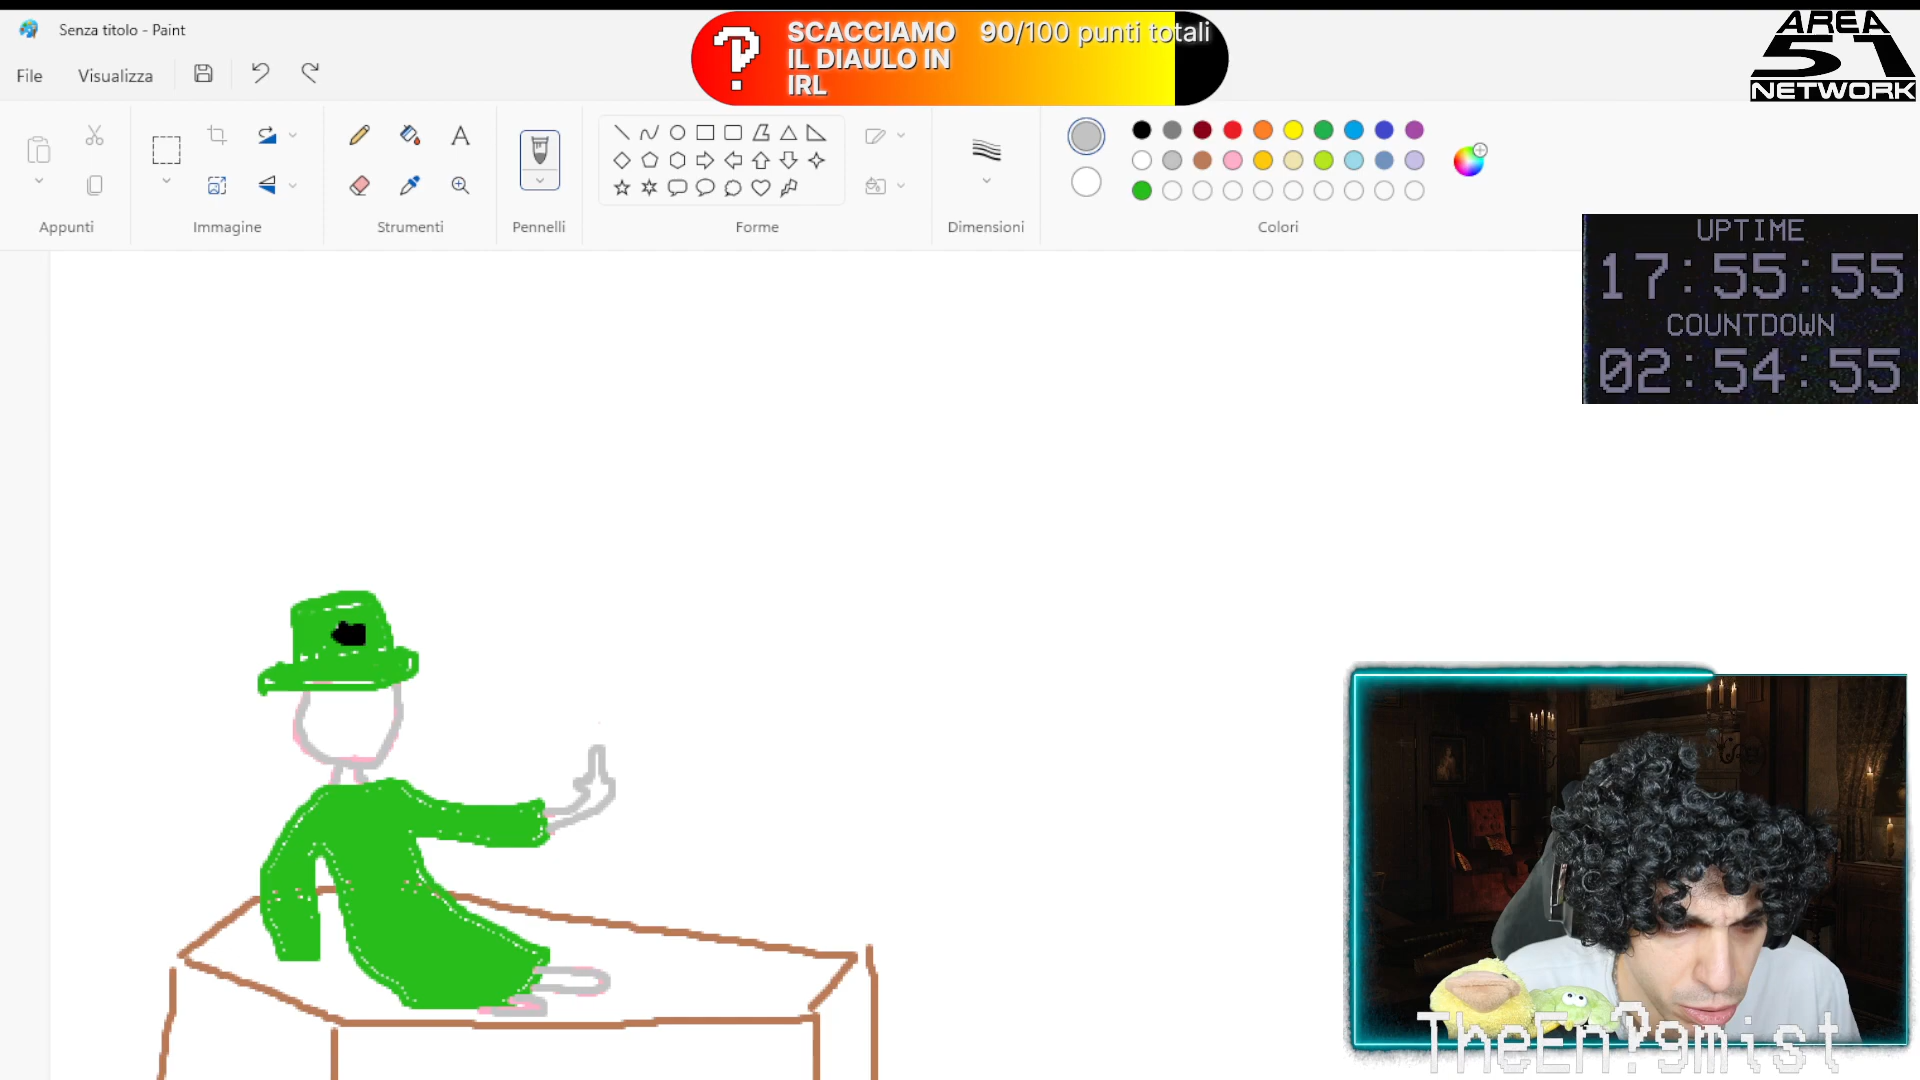 Senza titolo - Paint
File
Visualizza
SCACCIAMO
IL DIAULO IN
IRL
90/100 punti totali
AREA
51
NETWORK
Appunti
Immagine
Strumenti
Pennelli
Forme
Dimensioni
Colori
UPTIME
17:55:55
COUNTDOWN
02:54:55
TheEn?gmist